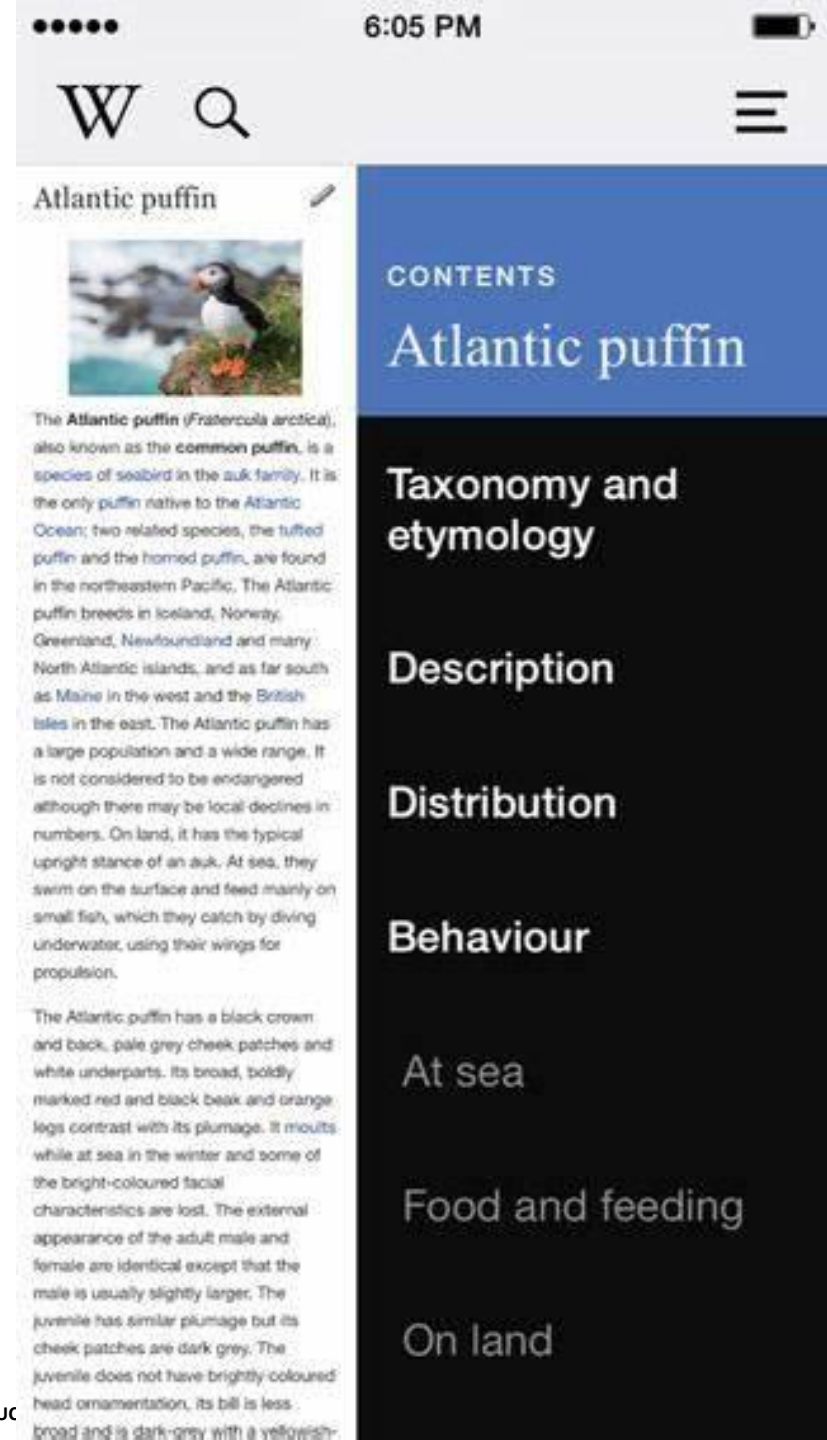 6:05 PM
W
Atlantic puffin
The Atlantic puffin (Fratercula arctica),
also known as the common puffin, is a
species of seabird in the auk family. It is
the only puffin native to the Atlantic
Ocean; two related species, the tufted
puffin and the horned puffin, are found
in the northeastern Pacific. The Atlantic
puffin breeds in Iceland, Norway,
Greenland, Newfoundland and many
North Atlantic islands, and as far south
as Maine in the west and the British
Isles in the east. The Atlantic puffin has
a large population and a wide range. It
is not considered to be endangered
although there may be local declines in
numbers. On land, it has the typical
upright stance of an auk. At sea, they
swim on the surface and feed mainly on
small fish, which they catch by diving
underwater, using their wings for
propulsion.
The Atlantic puffin has a black crown
and back, pale grey cheek patches and
white underparts. Its broad, boldly
marked red and black beak and orange
legs contrast with its plumage. It moults
while at sea in the winter and some of
the bright-coloured facial
characteristics are lost. The external
appearance of the adult male and
female are identical except that the
male is usually slightly larger. The
juvenile has similar plumage but its
cheek patches are dark grey. The
juvenile does not have brightly coloured
head ornamentation, its bill is less
broad and is dark-grey with a yellowish-
CONTENTS
Atlantic puffin
Taxonomy and
etymology
Description
Distribution
Behaviour
At sea
Food and feeding
On land